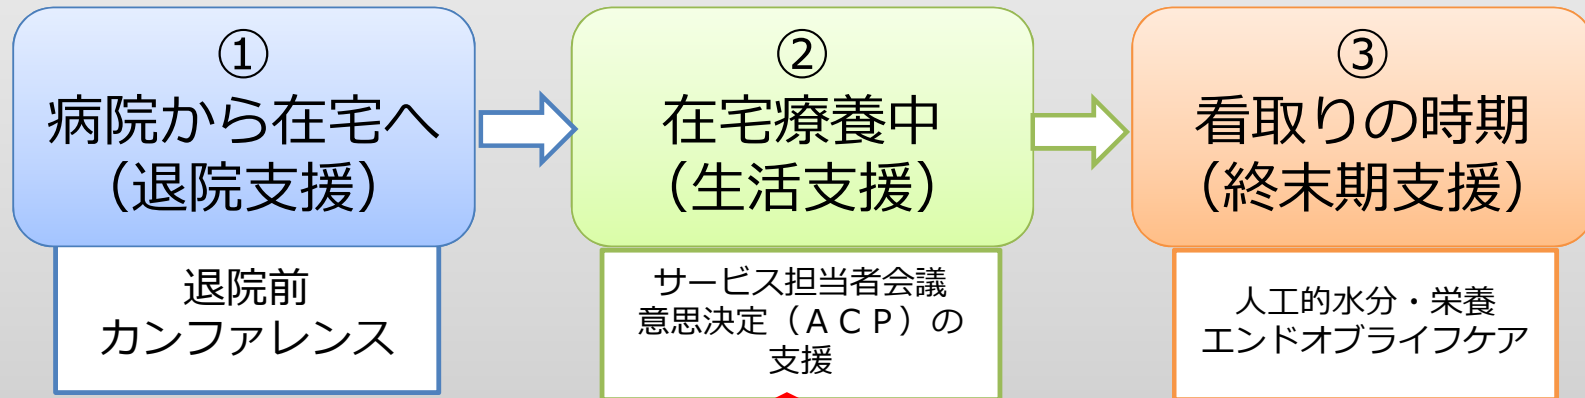 ①
病院から在宅へ
（退院支援）
退院前
カンファレンス
②
在宅療養中
（生活支援）
サービス担当者会議
意思決定（ＡＣＰ）の
支援
③
看取りの時期
（終末期支援）
人工的水分・栄養
エンドオブライフケア